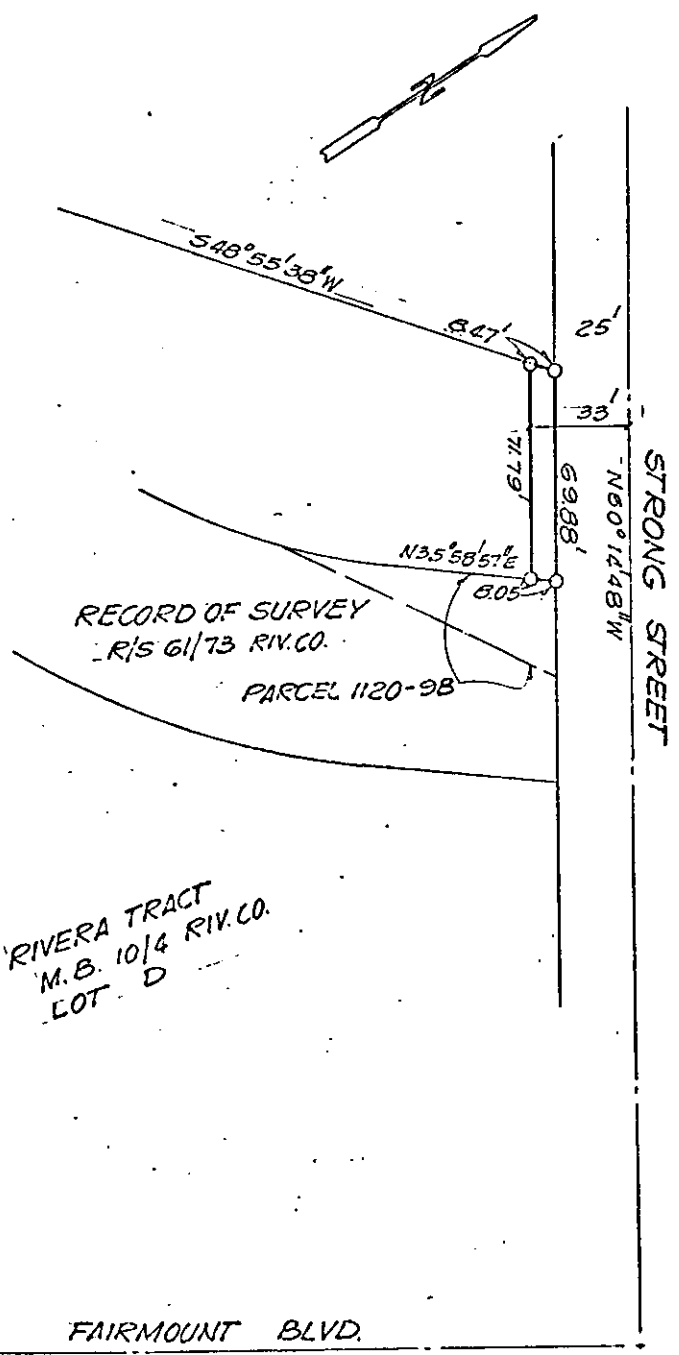 N
S48°55'38"W
8.47'
25'
33'
71.79'
69.88'
N60°14'48"W
STRONG STREET
N35°58'57"E
8.05'
RECORD OF SURVEY
R/S 61/73 RIV.CO.
PARCEL 1120-9B
RIVERA TRACT
M.B. 10/4 RIV.CO.
LOT D
FAIRMOUNT BLVD.